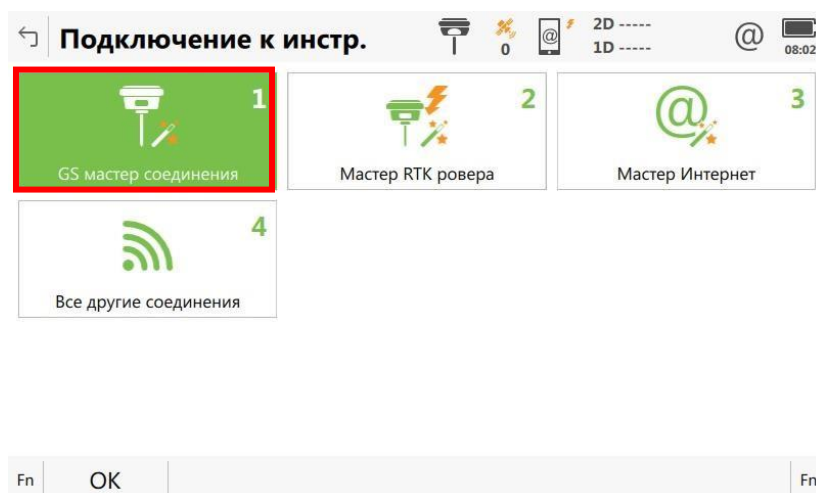 Подключение к инстр.
0
@
2D -----
1D -----
@
08:02
1
GS мастер соединения
2
Мастер RTK ровера
@
3
Мастер Интернет
4
Все другие соединения
Fn
OK
Fn